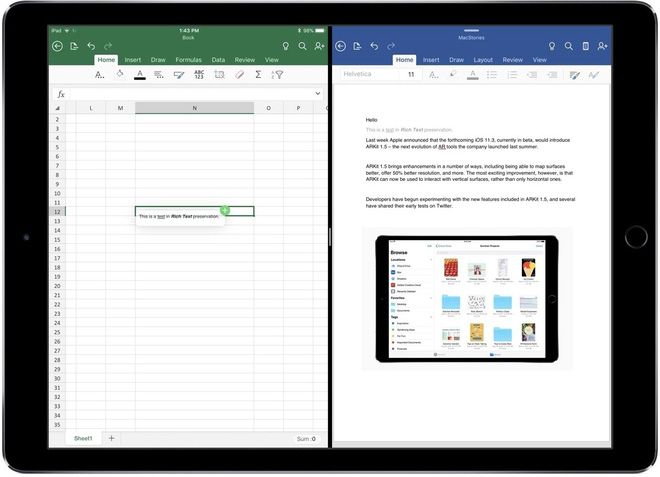 iPad
1:43 PM
98%
Book
Home Insert Draw Formulas Data Review View
ABC
123
fx
L M N O P
2
3
4
5
6
7
8
9
10
11
12
13
14
15
16
17
18
19
20
21
22
23
24
25
26
27
28
29
30
31
32
33
34
35
This is a test in Rich Text preservation.
Sheet1 +
Sum :0
MacStories
Home Insert Draw Layout Review View
Helvetica 11
Hello
This is a test in Rich Text preservation.
Last week Apple announced that the forthcoming iOS 11.3, currently in beta, would introduce
ARKit 1.5 – the next evolution of AR tools the company launched last summer.
ARKit 1.5 brings enhancements in a number of ways, including being able to map surfaces
better, offer 50% better resolution, and more. The most exciting improvement, however, is that
ARKit can now be used to interact with vertical surfaces, rather than only horizontal ones.
Developers have begun experimenting with the new features included in ARKit 1.5, and several
have shared their early tests on Twitter.
Browse
Locations
Favorites
Tags